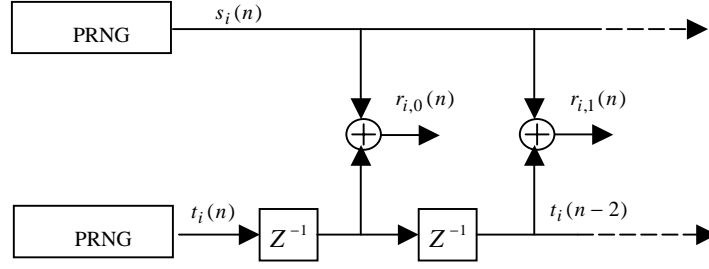 s_i(n)
PRNG
r_{i,0}(n)
r_{i,1}(n)
+
+
t_i(n)
t_i(n−2)
PRNG
Z^{−1}
Z^{−1}